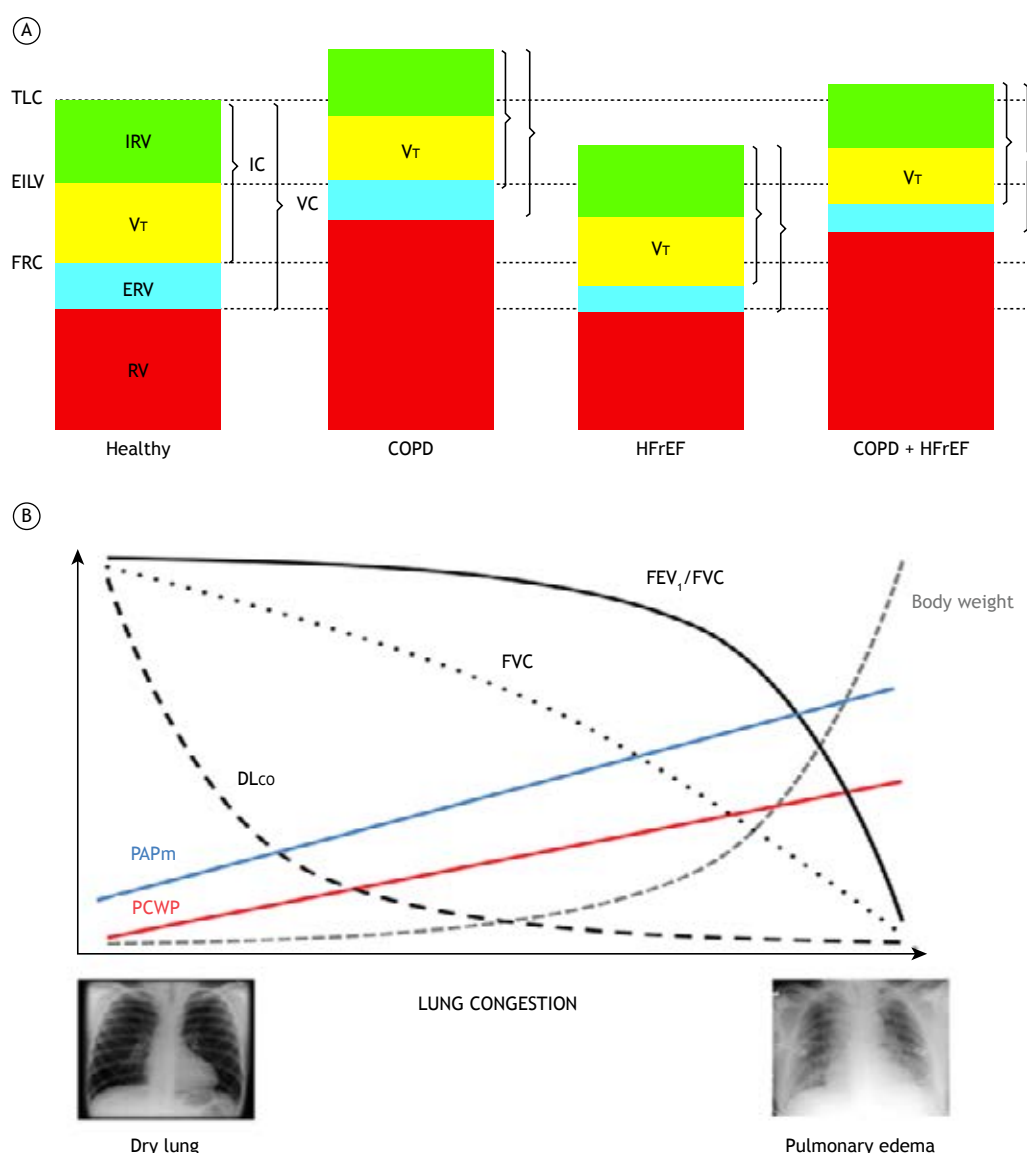 A
TLC
IRV
IC
EILV
VC
VT
FRC
ERV
RV
VT
VT
VT
Healthy
COPD
HFrEF
COPD + HFrEF
B
FEV1/FVC
Body weight
FVC
DLco
PAPm
PCWP
LUNG CONGESTION
Dry lung
Pulmonary edema